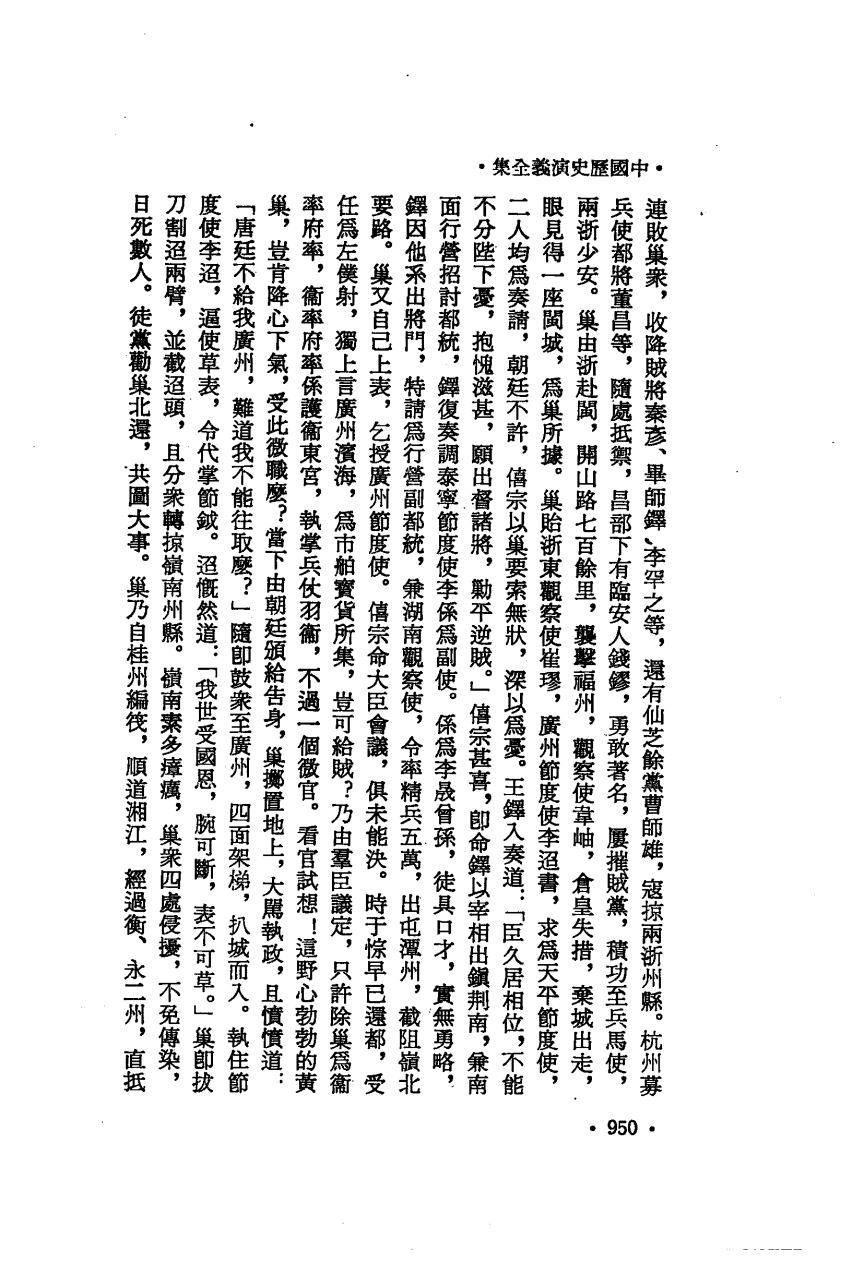 •中國歷史演義全集•
連敗巢衆，收降賊將秦彥、畢師鐸、李罕之等，還有仙芝餘黨曹師雄，寇掠兩浙州縣。杭州募
兵使都將董昌等，隨處抵禦，昌部下有臨安人錢鏐，勇敢著名，屢摧賊黨，積功至兵馬使，
兩浙少安。巢由浙赴閩，開山路七百餘里，襲擊福州，觀察使韋岫，倉皇失措，棄城出走，
眼見得一座閩城，爲巢所據。巢貽浙東觀察使崔璆，廣州節度使李迢書，求爲天平節度使，
二人均爲奏請，朝廷不許，僖宗以巢要索無狀，深以爲憂。王鐸入奏道：「臣久居相位，不能
不分陛下憂，抱愧滋甚，願出督諸將，勦平逆賊。」僖宗甚喜，卽命鐸以宰相出鎭荆南，兼南
面行營招討都統，鐸復奏調泰寧節度使李係爲副使。係爲李晟曾孫，徒具口才，實無勇略，
鐸因他系出將門，特請爲行營副都統，兼湖南觀察使，令率精兵五萬，出屯潭州，截阻嶺北
要路。巢又自己上表，乞授廣州節度使。僖宗命大臣會議，俱未能決。時于悰早已還都，受
任爲左僕射，獨上言廣州濱海，爲市舶寶貨所集，豈可給賊？乃由羣臣議定，只許除巢爲衞
率府率，衞率府率係護衞東宮，執掌兵仗羽衞，不過一個微官。看官試想！這野心勃勃的黃
巢，豈肯降心下氣，受此微職麼？當下由朝廷頒給告身，巢擲置地上，大駡執政，且憤憤道：
「唐廷不給我廣州，難道我不能往取麼？」隨卽鼓衆至廣州，四面架梯，扒城而入。執住節
度使李迢，逼使草表，令代掌節鉞。迢慨然道：「我世受國恩，腕可斷，表不可草。」巢卽拔
刀割迢兩臂，並截迢頭，且分衆轉掠嶺南州縣。嶺南素多瘴癘，巢衆四處侵擾，不免傳染，
日死數人。徒黨勸巢北還，共圖大事。巢乃自桂州編筏，順道湘江，經過衡、永二州，直抵
•950•